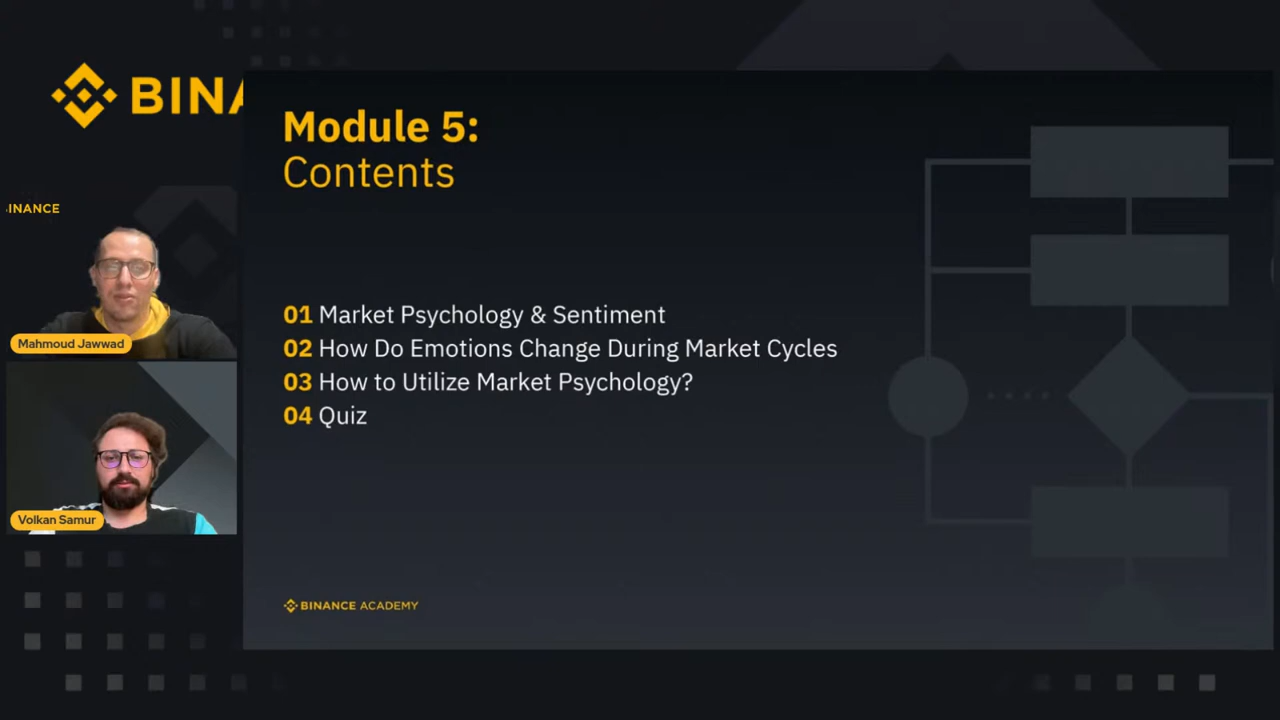 BINA
Module 5:
Contents
BINANCE
Mahmoud Jawwad
Volkan Samur
01 Market Psychology & Sentiment
02 How Do Emotions Change During Market Cycles
03 How to Utilize Market Psychology?
04 Quiz
BINANCE ACADEMY